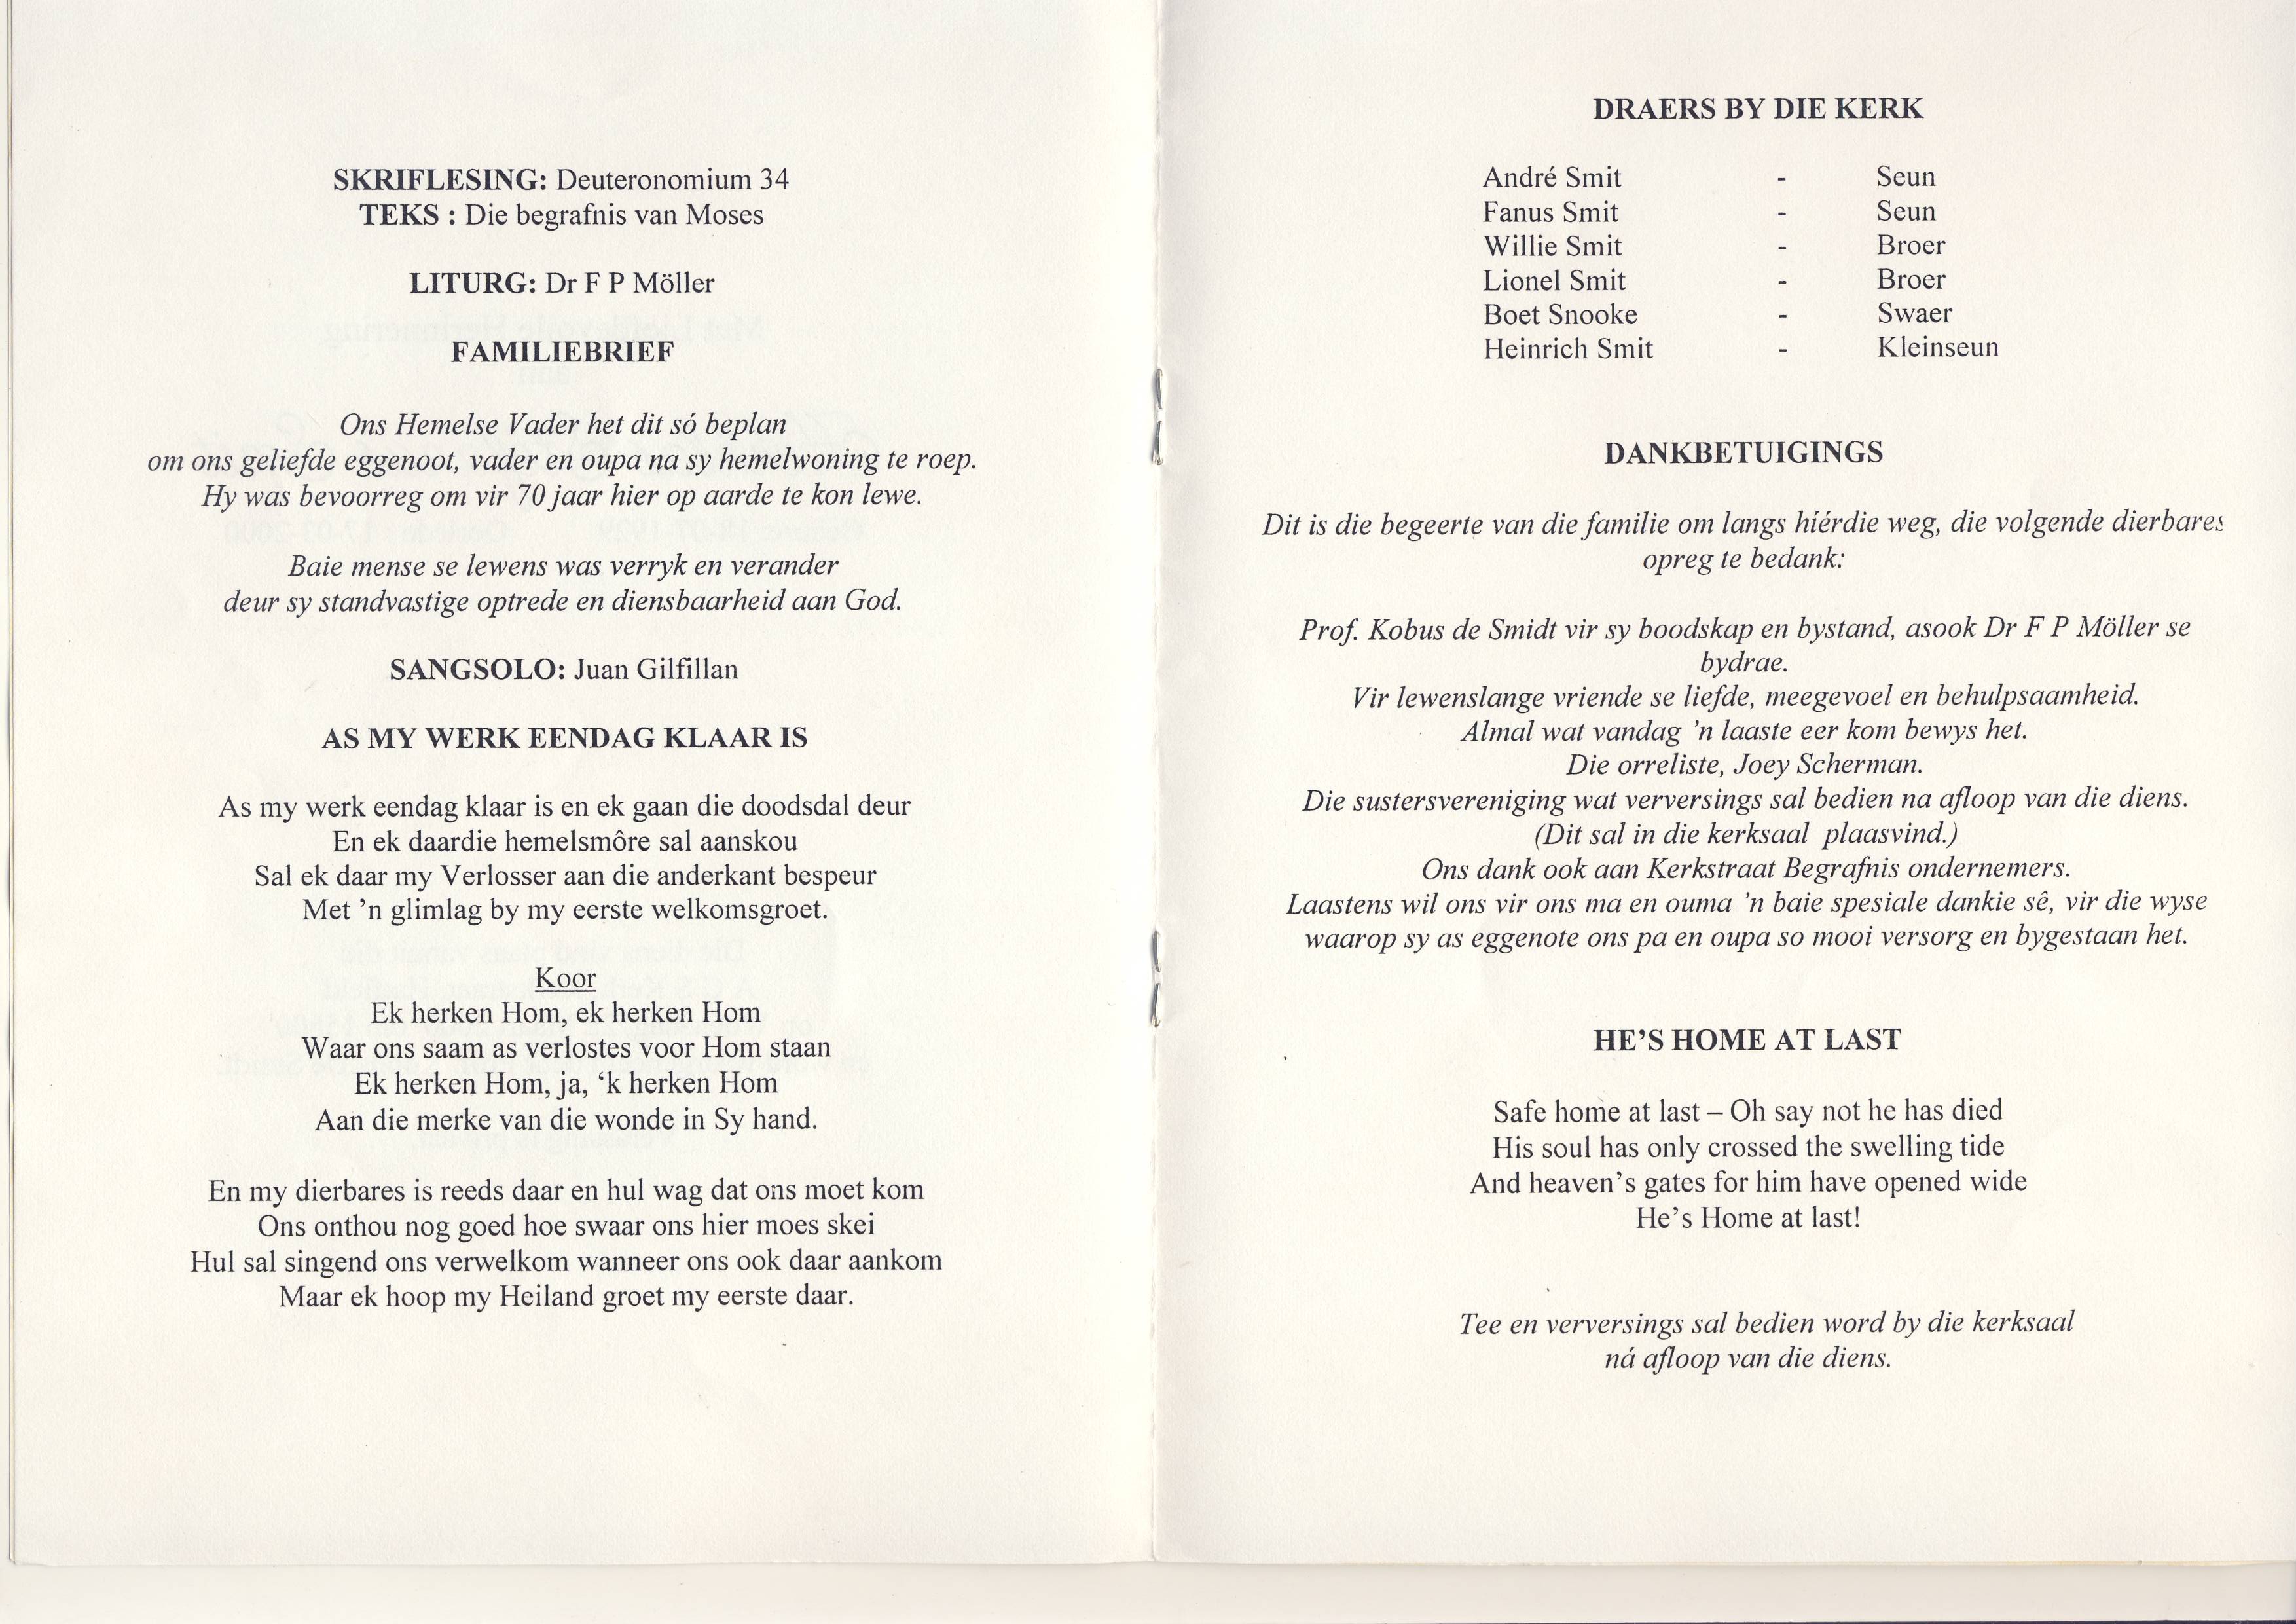 SKRIFLESING: Deuteronomium 34
TEKS : Die begrafnis van Moses
LITURG: Dr F P Möller
FAMILIEBRIEF
Ons Hemelse Vader het dit só beplan
om ons geliefde eggenoot, vader en oupa na sy hemelwoning te roep.
Hy was bevoorreg om vir 70 jaar hier op aarde te kon lewe.
Baie mense se lewens was verryk en verander
deur sy standvastige optrede en diensbaarheid aan God.
SANGSOLO: Juan Gilfillan
AS MY WERK EENDAG KLAAR IS
As my werk eendag klaar is en ek gaan die doodsdal deur
En ek daardie hemelsmôre sal aanskou
Sal ek daar my Verlosser aan die anderkant bespeur
Met 'n glimlag by my eerste welkomsgroet.
Koor
Ek herken Hom, ek herken Hom
Waar ons saam as verlostes voor Hom staan
Ek herken Hom, ja, 'k herken Hom
Aan die merke van die wonde in Sy hand.
En my dierbares is reeds daar en hul wag dat ons moet kom
Ons onthou nog goed hoe swaar ons hier moes skei
Hul sal singend ons verwelkom wanneer ons ook daar aankom
Maar ek hoop my Heiland groet my eerste daar.
DRAERS BY DIE KERK
André Smit - Seun
Fanus Smit - Seun
Willie Smit - Broer
Lionel Smit - Broer
Boet Snooke - Swaer
Heinrich Smit - Kleinseun
DANKBETUIGINGS
Dit is die begeerte van die familie om langs híérdie weg, die volgende dierbares
opreg te bedank:
Prof. Kobus de Smidt vir sy boodskap en bystand, asook Dr F P Möller se
bydrae.
Vir lewenslange vriende se liefde, meegevoel en behulpsaamheid.
Almal wat vandag 'n laaste eer kom bewys het.
Die orreliste, Joey Scherman.
Die sustersvereniging wat verversings sal bedien na afloop van die diens.
(Dit sal in die kerksaal plaasvind.)
Ons dank ook aan Kerkstraat Begrafnis ondernemers.
Laastens wil ons vir ons ma en ouma 'n baie spesiale dankie sê, vir die wyse
waarop sy as eggenote ons pa en oupa so mooi versorg en bygestaan het.
HE'S HOME AT LAST
Safe home at last – Oh say not he has died
His soul has only crossed the swelling tide
And heaven's gates for him have opened wide
He's Home at last!
Tee en verversings sal bedien word by die kerksaal
ná afloop van die diens.